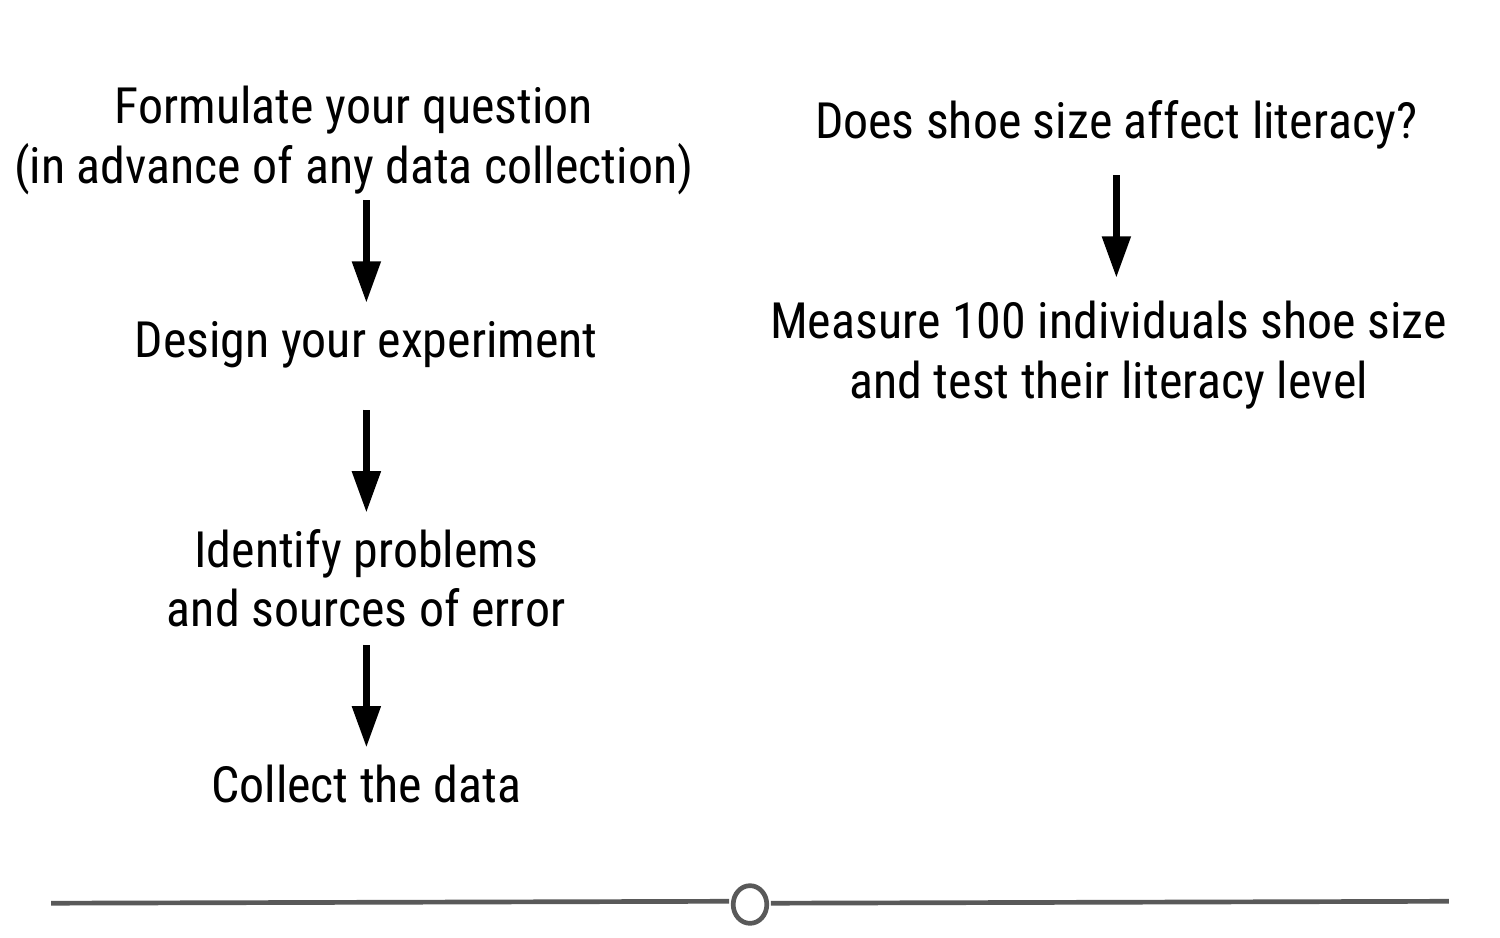 Formulate your question
(in advance of any data collection)
Design your experiment
Identify problems
and sources of error
Collect the data
Does shoe size affect literacy?
Measure 100 individuals shoe size
and test their literacy level